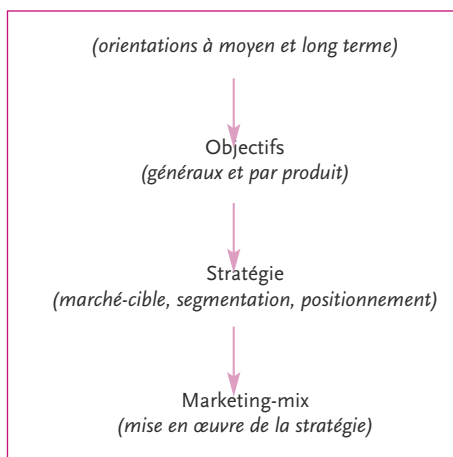 (orientations à moyen et long terme)
Objectifs
(généraux et par produit)
Stratégie
(marché-cible, segmentation, positionnement)
Marketing-mix
(mise en œuvre de la stratégie)